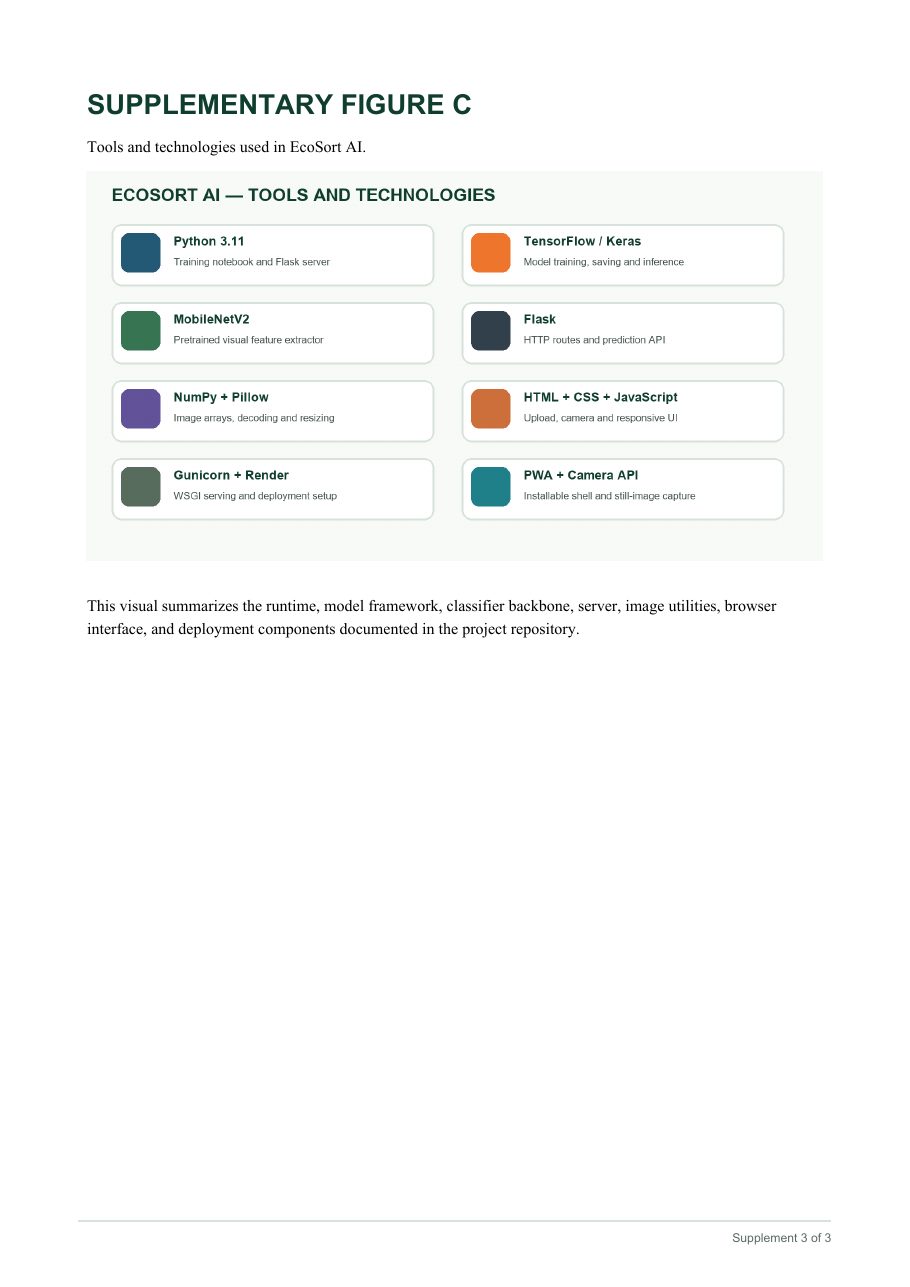 SUPPLEMENTARY FIGURE C
Tools and technologies used in EcoSort AI.
ECOSORT AI — TOOLS AND TECHNOLOGIES
Python 3.11
Training notebook and Flask server
TensorFlow / Keras
Model training, saving and inference
MobileNetV2
Pretrained visual feature extractor
Flask
HTTP routes and prediction API
NumPy + Pillow
Image arrays, decoding and resizing
HTML + CSS + JavaScript
Upload, camera and responsive UI
Gunicorn + Render
WSGI serving and deployment setup
PWA + Camera API
Installable shell and still-image capture
This visual summarizes the runtime, model framework, classifier backbone, server, image utilities, browser
interface, and deployment components documented in the project repository.
Supplement 3 of 3